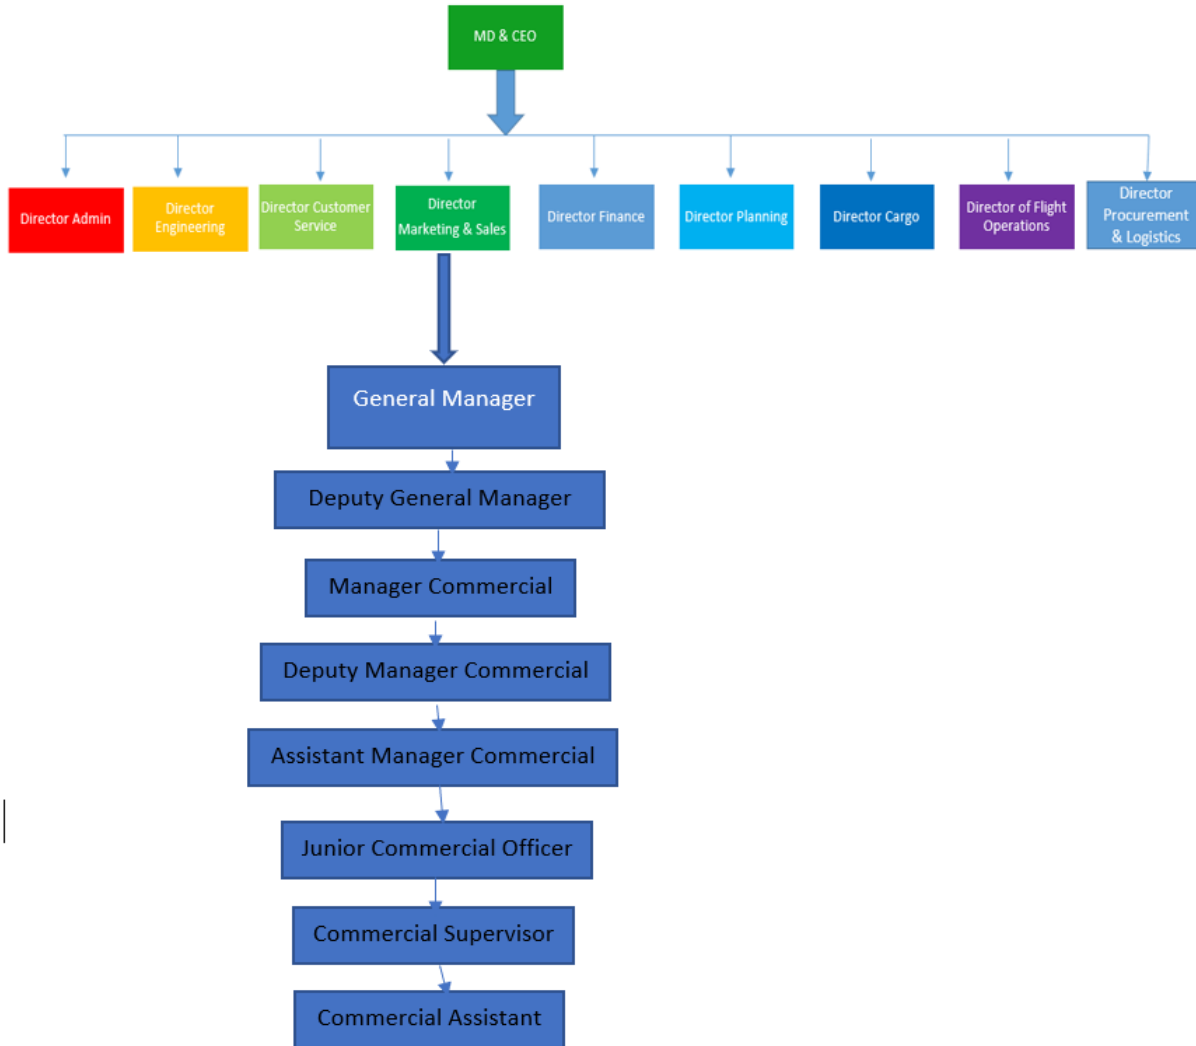 MD & CEO
Director Admin
Director
Engineering
Director Customer
Service
Director
Marketing & Sales
Director Finance
Director Planning
Director Cargo
Director of Flight
Operations
Director
Procurement
& Logistics
General Manager
Deputy General Manager
Manager Commercial
Deputy Manager Commercial
Assistant Manager Commercial
Junior Commercial Officer
Commercial Supervisor
Commercial Assistant